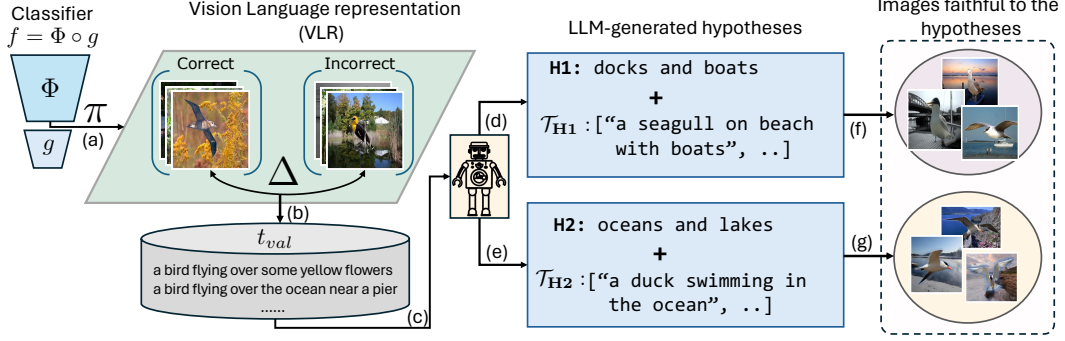 Classifier
f = Φ ∘ g
Φ
g
π
(a)
Vision Language representation
(VLR)
Correct
Incorrect
Δ
(b)
t_val
a bird flying over some yellow flowers
a bird flying over the ocean near a pier
......
(c)
(d)
(e)
LLM-generated hypotheses
H1: docks and boats
+
𝒯_H1 :[“a seagull on beach
with boats”, ..]
H2: oceans and lakes
+
𝒯_H2 :[“a duck swimming in
the ocean”, ..]
(f)
(g)
Images faithful to the
hypotheses